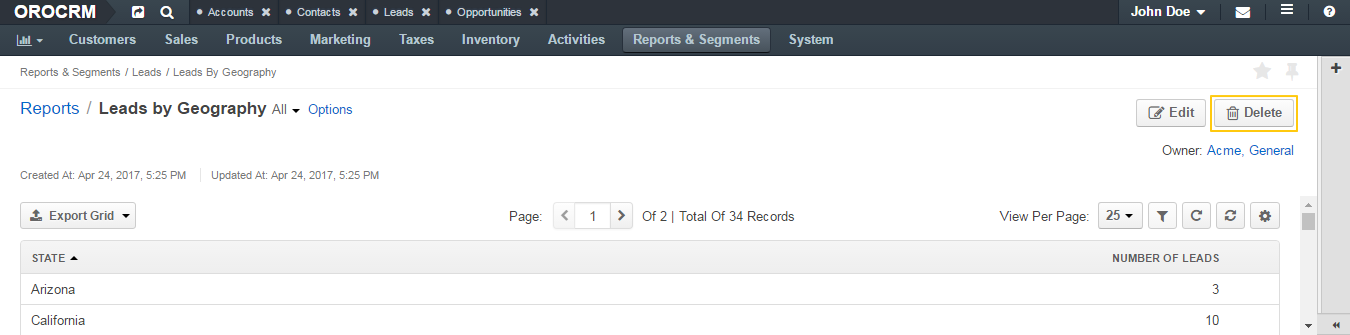 OROCRM Accounts Contacts Leads Opportunities John Doe
Customers Sales Products Marketing Taxes Inventory Activities Reports & Segments System
Reports & Segments / Leads / Leads By Geography
Reports / Leads by Geography All Options
Edit Delete
Owner: Acme, General
Created At: Apr 24, 2017, 5:25 PM Updated At: Apr 24, 2017, 5:25 PM
Export Grid Page: 1 Of 2 | Total Of 34 Records View Per Page: 25
STATE NUMBER OF LEADS
Arizona 3
California 10